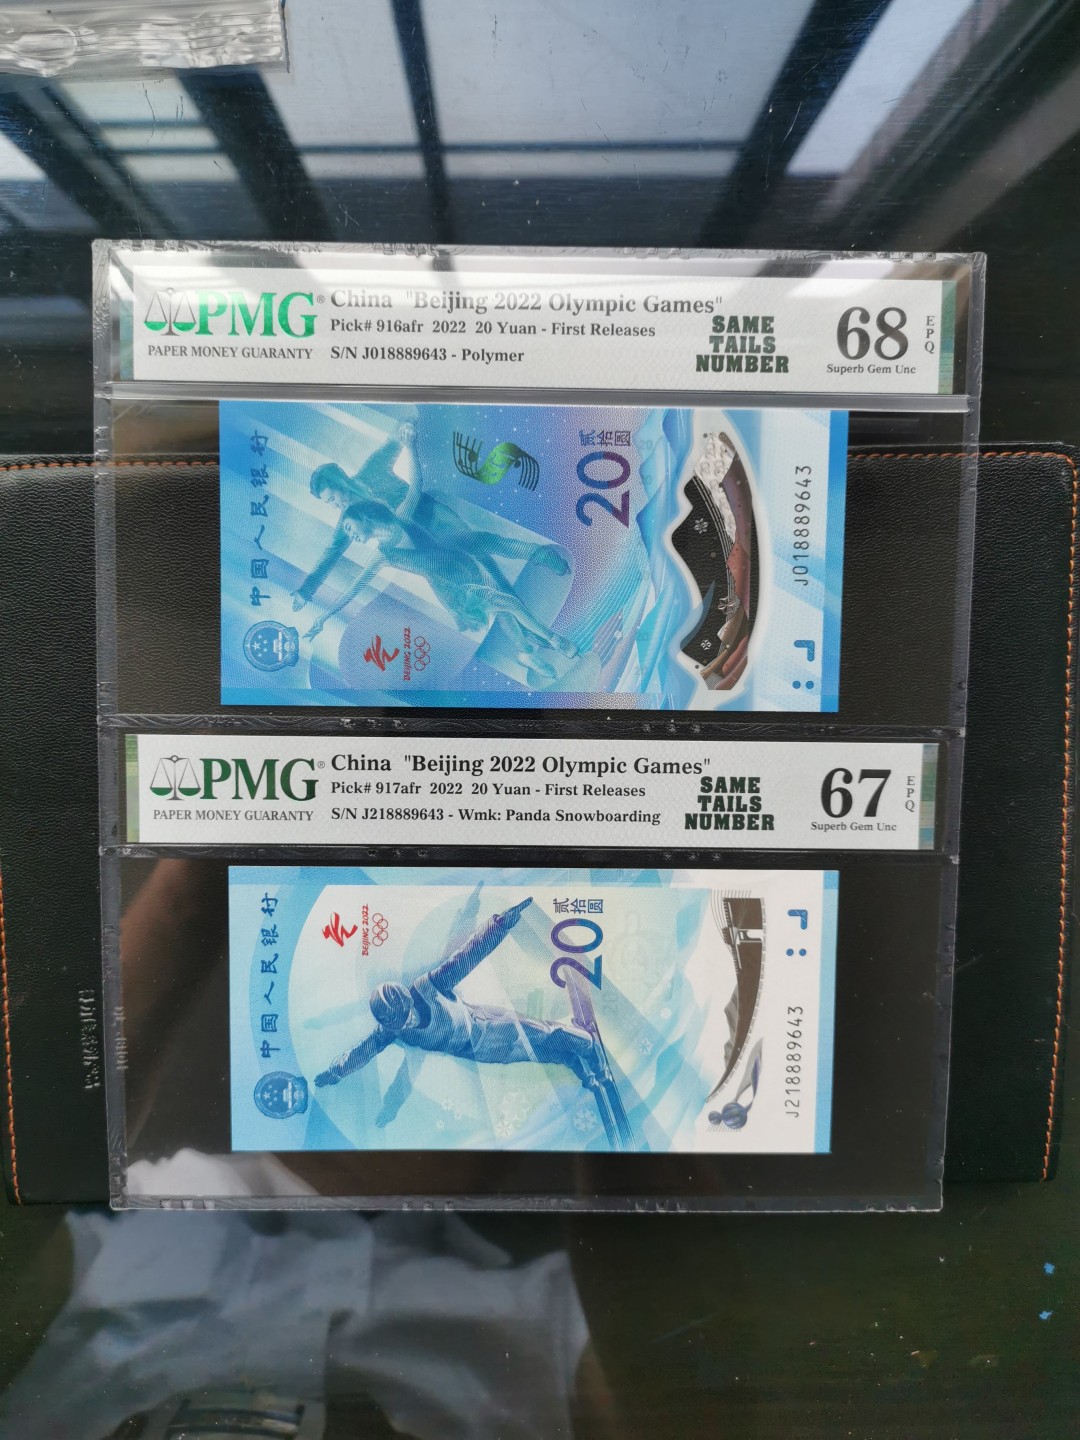 PMG®
PAPER MONEY GUARANTY
China "Beijing 2022 Olympic Games"
Pick# 916afr 2022 20 Yuan - First Releases
S/N J018889643 - Polymer
SAME
TAILS
NUMBER
68
EPQ
Superb Gem Unc
中国人民银行
贰拾圆
20
BEIJING 2022
J018889643
PMG®
PAPER MONEY GUARANTY
China "Beijing 2022 Olympic Games"
Pick# 917afr 2022 20 Yuan - First Releases
S/N J218889643 - Wmk: Panda Snowboarding
SAME
TAILS
NUMBER
67
EPQ
Superb Gem Unc
中国人民银行
BEIJING 2022
贰拾圆
20
J218889643